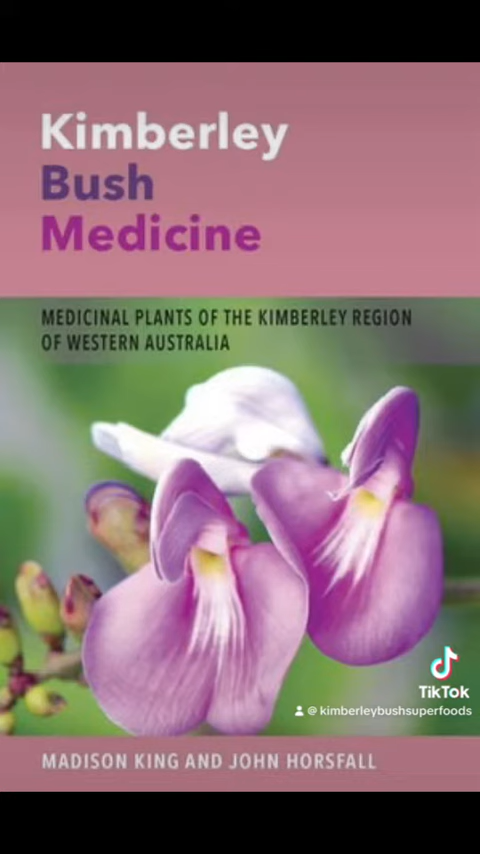 Kimberley
Bush
Medicine
MEDICINAL PLANTS OF THE KIMBERLEY REGION
OF WESTERN AUSTRALIA
TikTok
@kimberleybushsuperfoods
MADISON KING AND JOHN HORSFALL